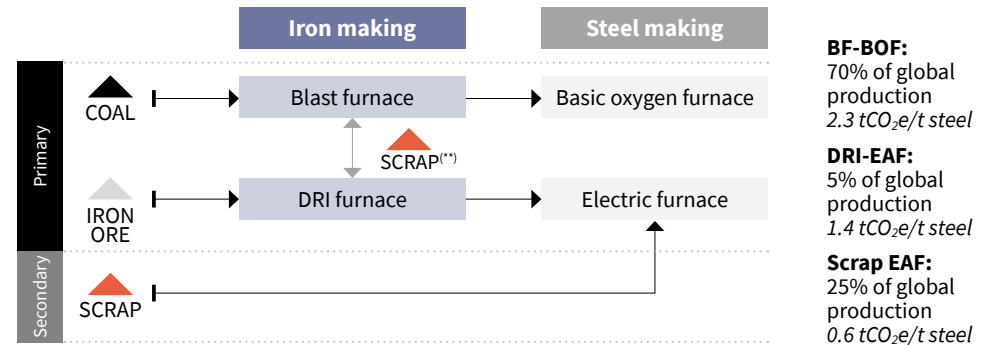 Iron making
Steel making
Primary
COAL
Blast furnace
Basic oxygen furnace
SCRAP(**)
IRON
ORE
DRI furnace
Electric furnace
Secondary
SCRAP
BF-BOF:
70% of global
production
2.3 tCO₂e/t steel
DRI-EAF:
5% of global
production
1.4 tCO₂e/t steel
Scrap EAF:
25% of global
production
0.6 tCO₂e/t steel